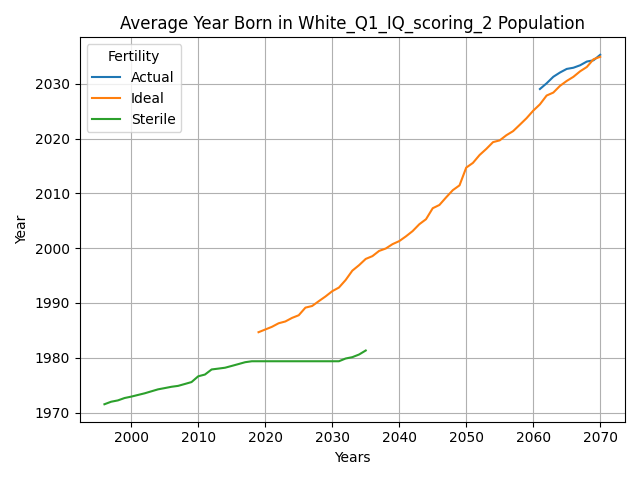 Average Year Born in White_Q1_IQ_scoring_2 Population
Fertility
Actual
Ideal
Sterile
Year
2030
2020
2010
2000
1990
1980
1970
2000 2010 2020 2030 2040 2050 2060 2070
Years